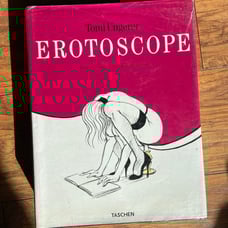 Tomi Ungerer
EROTOSCOPE
TASCHEN